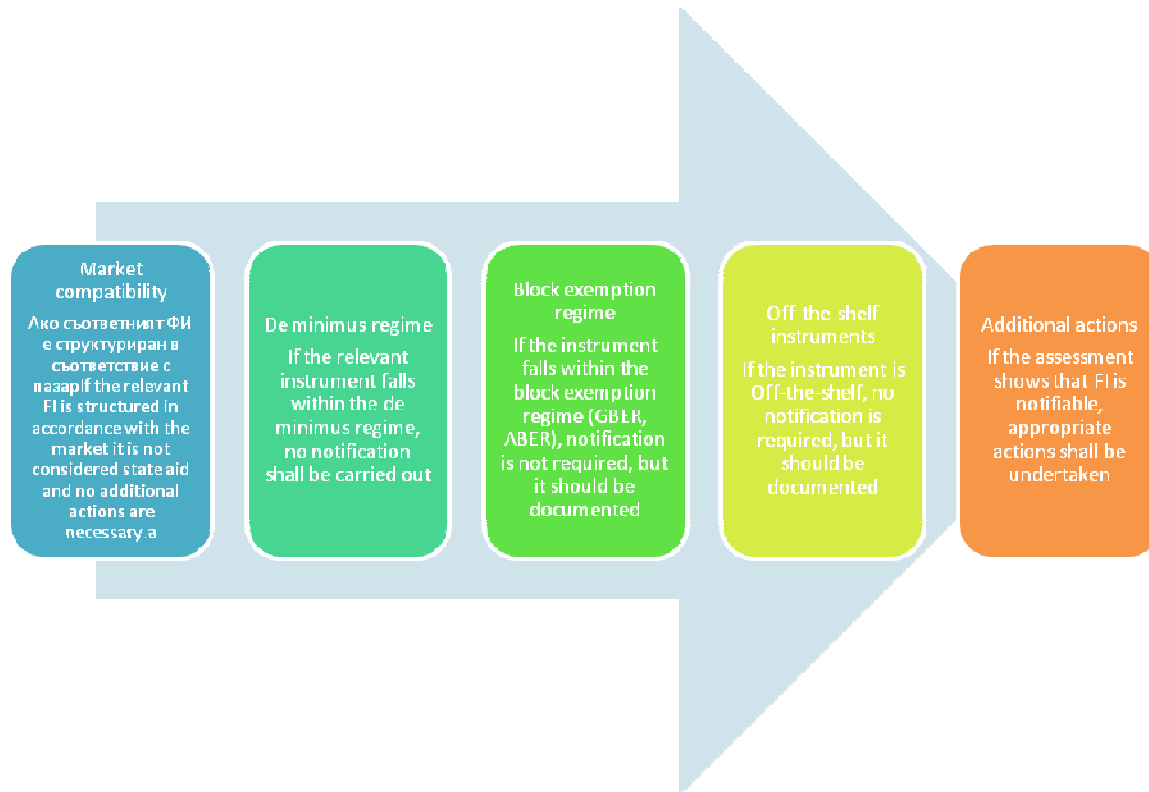 Market
compatibility
Ако съответният ФИ
е структуриран в
съответствие с
пазарIf the relevant
FI is structured in
accordance with the
market it is not
considered state aid
and no additional
actions are
necessary.а
De minimus regime
If the relevant
instrument falls
within the de
minimus regime,
no notification
shall be carried out
Block exemption
regime
If the instrument
falls within the
block exemption
regime (GBER,
ABER), notification
is not required, but
it should be
documented
Off the shelf
instruments
If the instrument is
Off-the-shelf, no
notification is
required, but it
should be
documented
Additional actions
If the assessment
shows that FI is
notifiable,
appropriate
actions shall be
undertaken